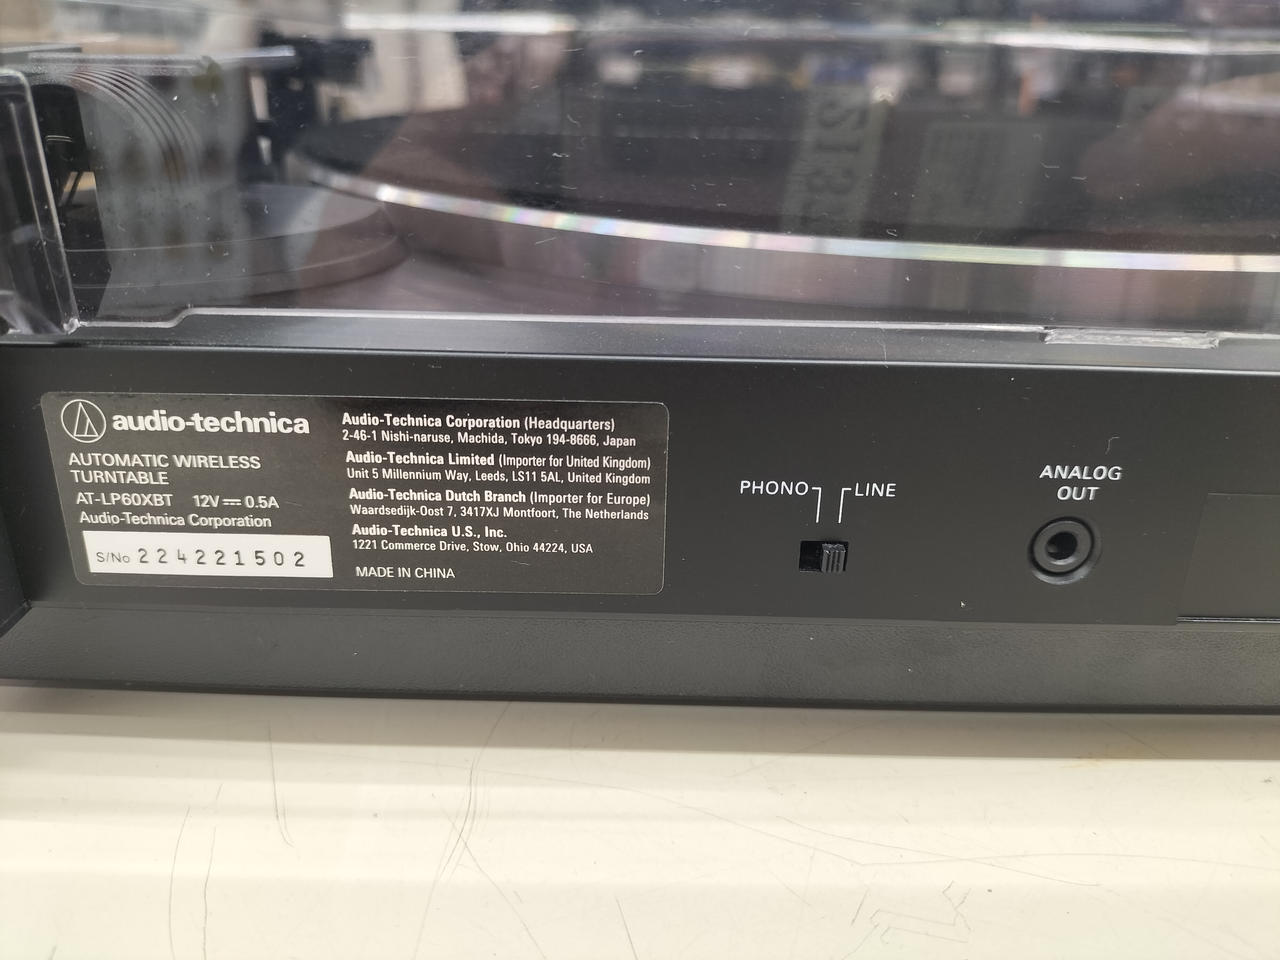 audio-technica
AUTOMATIC WIRELESS
TURNTABLE
AT-LP60XBT 12V⎓0.5A
Audio-Technica Corporation
S/No 224221502
Audio-Technica Corporation (Headquarters)
2-46-1 Nishi-naruse, Machida, Tokyo 194-8666, Japan
Audio-Technica Limited (Importer for United Kingdom)
Unit 5 Millennium Way, Leeds, LS11 5AL, United Kingdom
Audio-Technica Dutch Branch (Importer for Europe)
Waardsedijk-Oost 7, 3417XJ Montfoort, The Netherlands
Audio-Technica U.S., Inc.
1221 Commerce Drive, Stow, Ohio 44224, USA
MADE IN CHINA
PHONO LINE
ANALOG
OUT